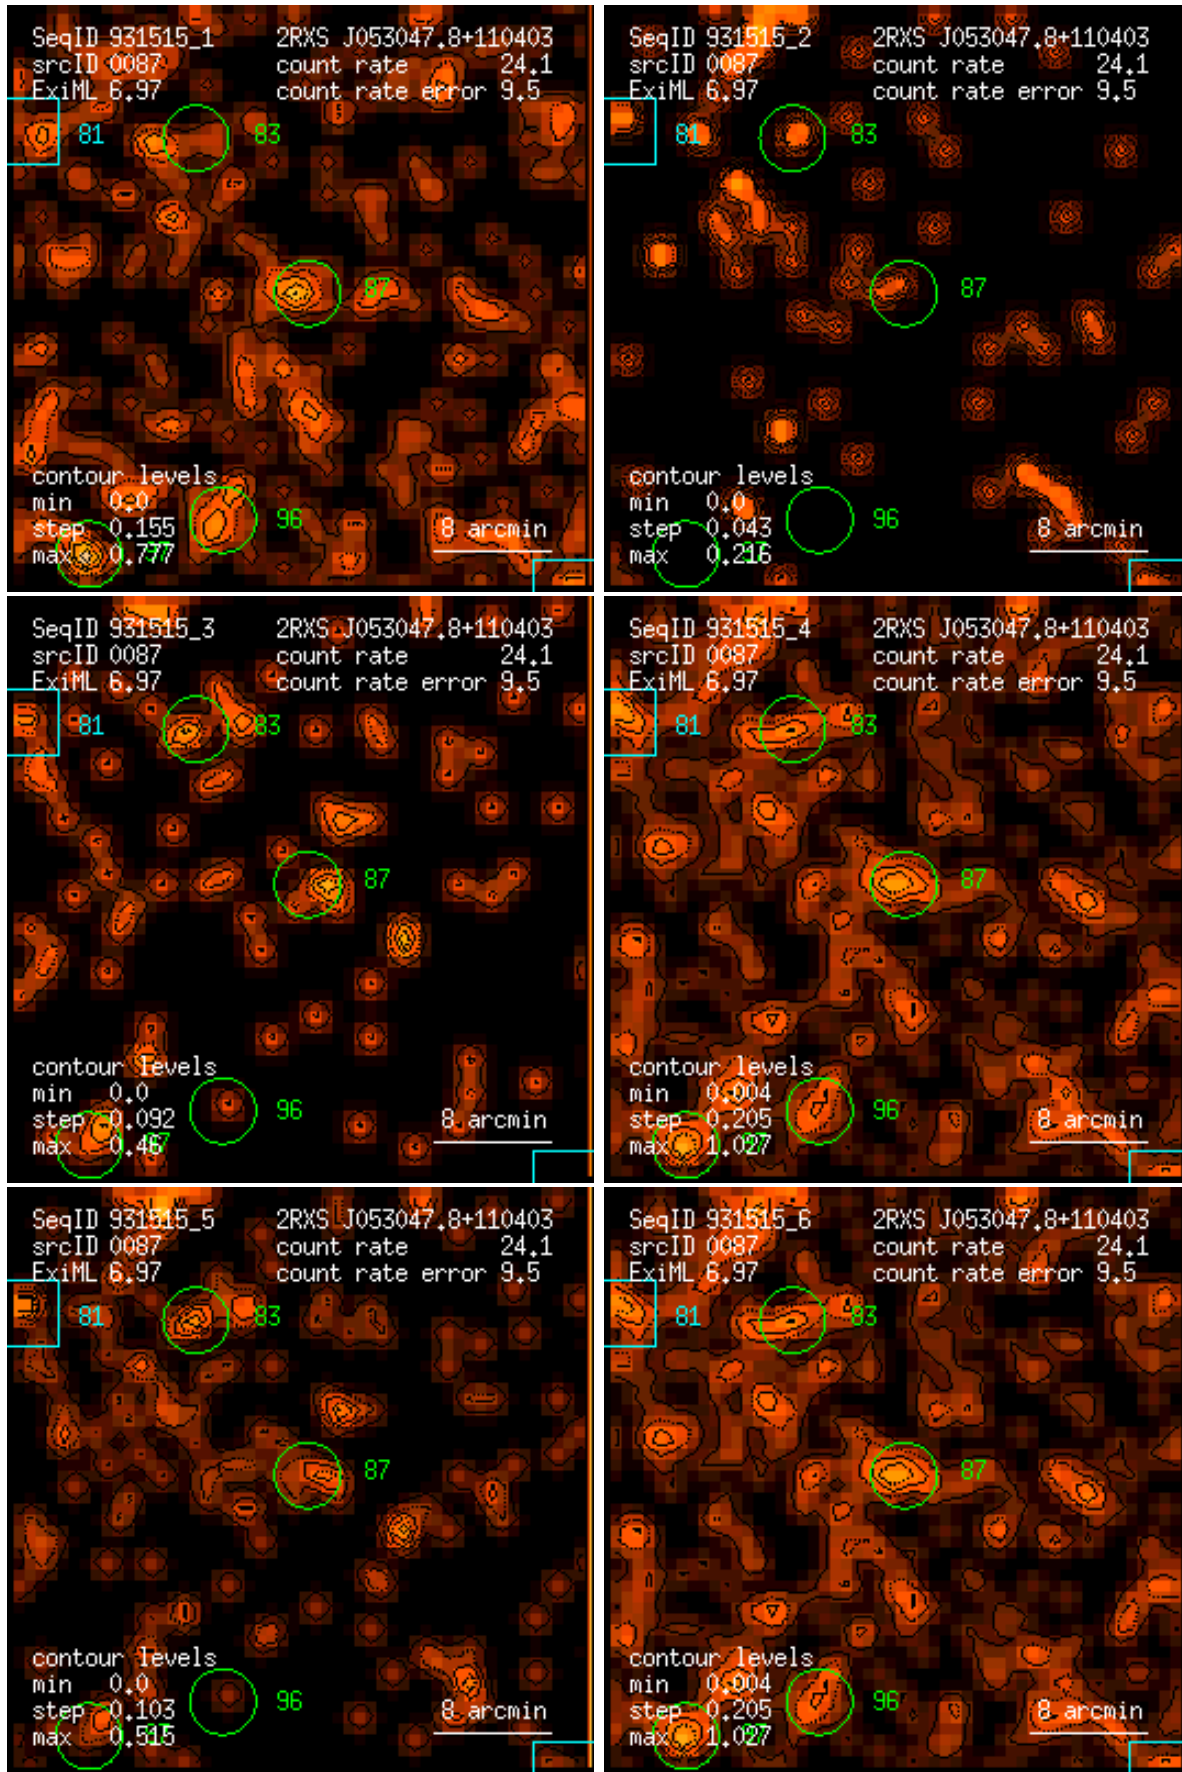 SeqID 931515_1 2RXS J053047.8+110403
srcID 0087 count rate 24.1
ExiML 6.97 count rate error 9.5
81 83
87
contour levels
min 0.0
96
step 0.155 8 arcmin
max 0.777 97
SeqID 931515_2 2RXS J053047.8+110403
srcID 0087 count rate 24.1
ExiML 6.97 count rate error 9.5
81 83
87
contour levels
min 0.0
96
step 0.043 8 arcmin
max 0.216
SeqID 931515_3 2RXS J053047.8+110403
srcID 0087 count rate 24.1
ExiML 6.97 count rate error 9.5
81 83
87
contour levels
min 0.0
96
step 0.092 8 arcmin
max 0.46 97
SeqID 931515_4 2RXS J053047.8+110403
srcID 0087 count rate 24.1
ExiML 6.97 count rate error 9.5
81 83
87
contour levels
min 0.004
96
step 0.205 8 arcmin
max 1.027
SeqID 931515_5 2RXS J053047.8+110403
srcID 0087 count rate 24.1
ExiML 6.97 count rate error 9.5
81 83
87
contour levels
min 0.0
96
step 0.103 8 arcmin
max 0.515
SeqID 931515_6 2RXS J053047.8+110403
srcID 0087 count rate 24.1
ExiML 6.97 count rate error 9.5
81 83
87
contour levels
min 0.004
96
step 0.205 8 arcmin
max 1.027